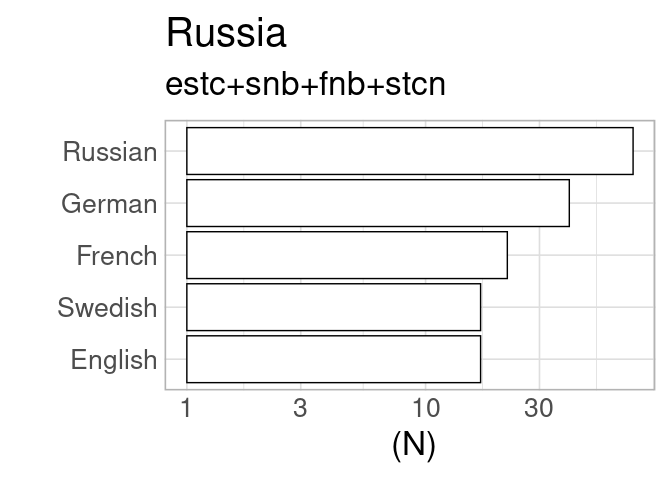 Russia
estc+snb+fnb+stcn
Russian
German
French
Swedish
English
1 3 10 30
(N)